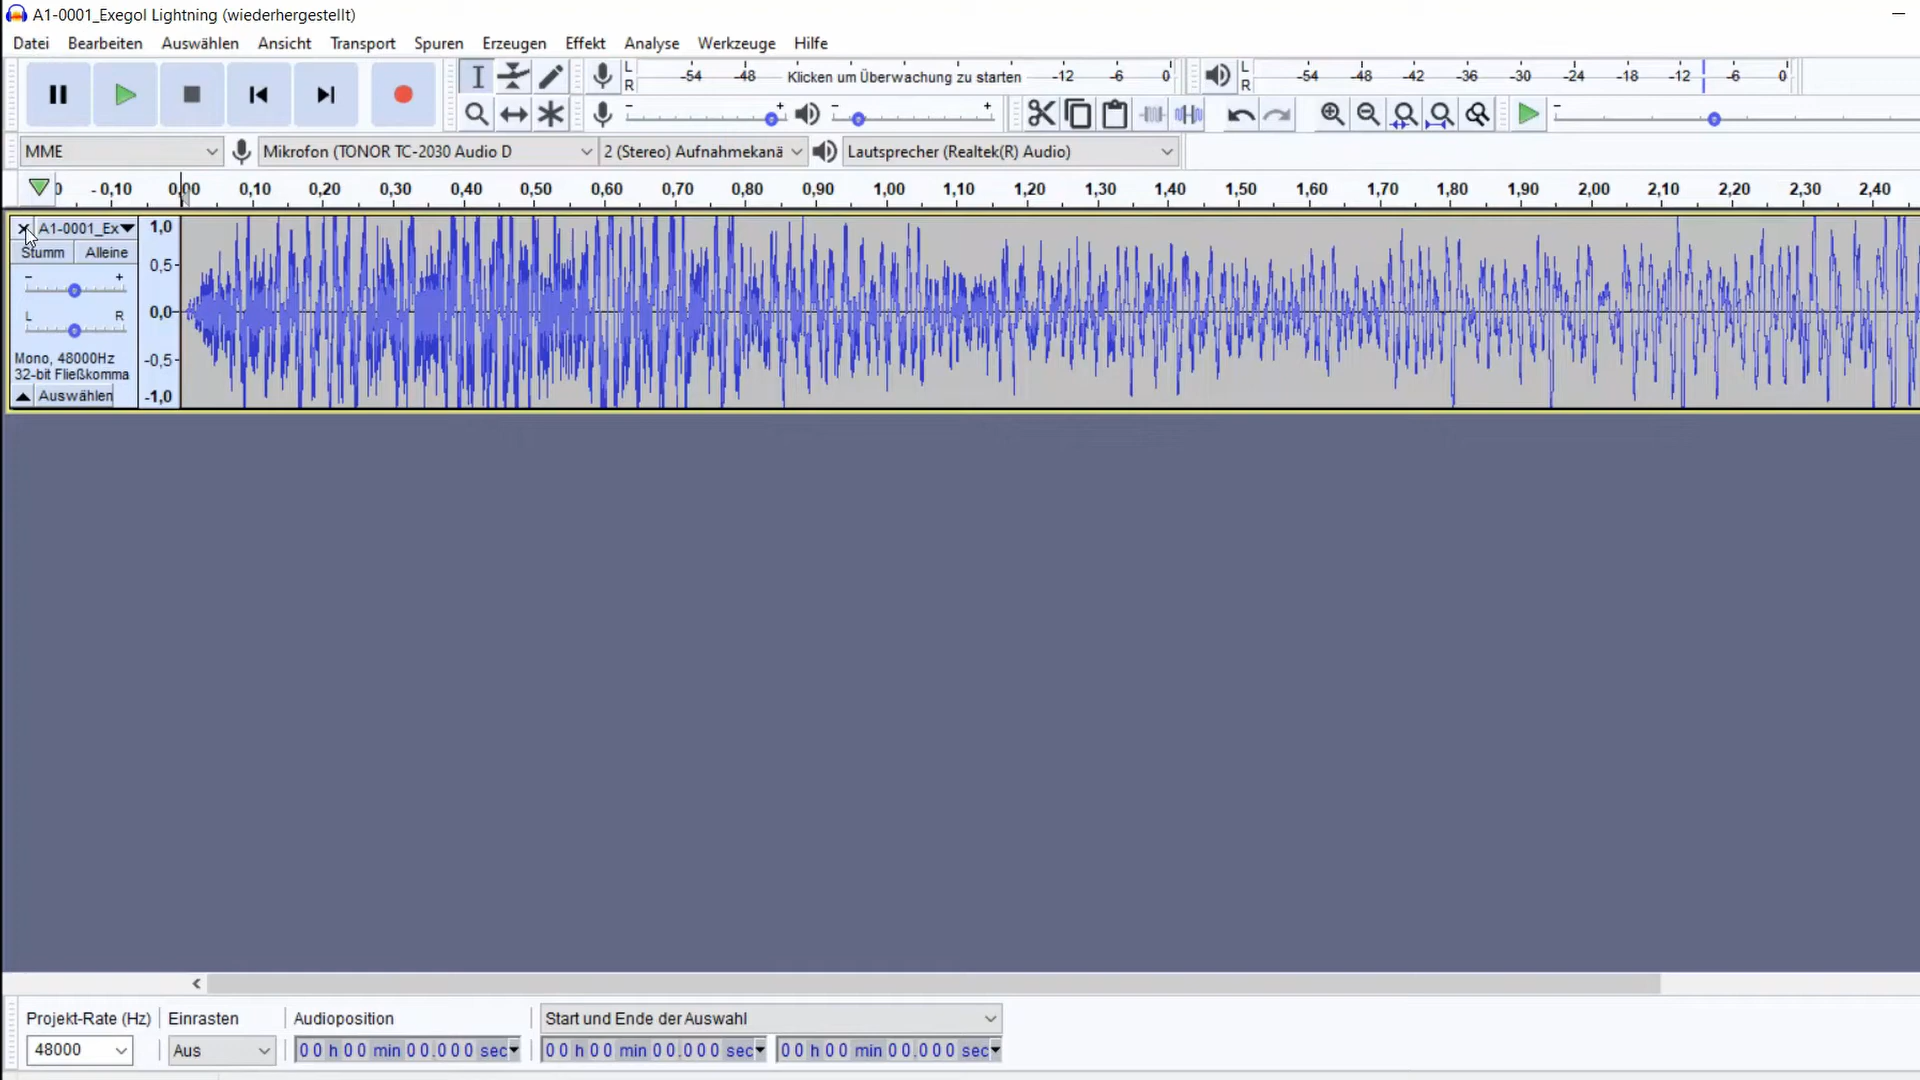 A1-0001_Exegol Lightning (wiederhergestellt)
Datei Bearbeiten Auswählen Ansicht Transport Spuren Erzeugen Effekt Analyse Werkzeuge Hilfe
L R -54 -48 Klicken um Überwachung zu starten -12 -6 0 L R -54 -48 -42 -36 -30 -24 -18 -12 -6 0
- + - + -
MME Mikrofon (TONOR TC-2030 Audio D 2 (Stereo) Aufnahmekanä Lautsprecher (Realtek(R) Audio)
-0,10 0,00 0,10 0,20 0,30 0,40 0,50 0,60 0,70 0,80 0,90 1,00 1,10 1,20 1,30 1,40 1,50 1,60 1,70 1,80 1,90 2,00 2,10 2,20 2,30 2,40
A1-0001_Ex 1,0
Stumm Alleine 0,5
- +
L R 0,0
Mono, 48000Hz -0,5
32-bit Fließkomma
Auswählen -1,0
Projekt-Rate (Hz) Einrasten Audioposition Start und Ende der Auswahl
48000 Aus 00 h 00 min 00.000 sec 00 h 00 min 00.000 sec 00 h 00 min 00.000 sec